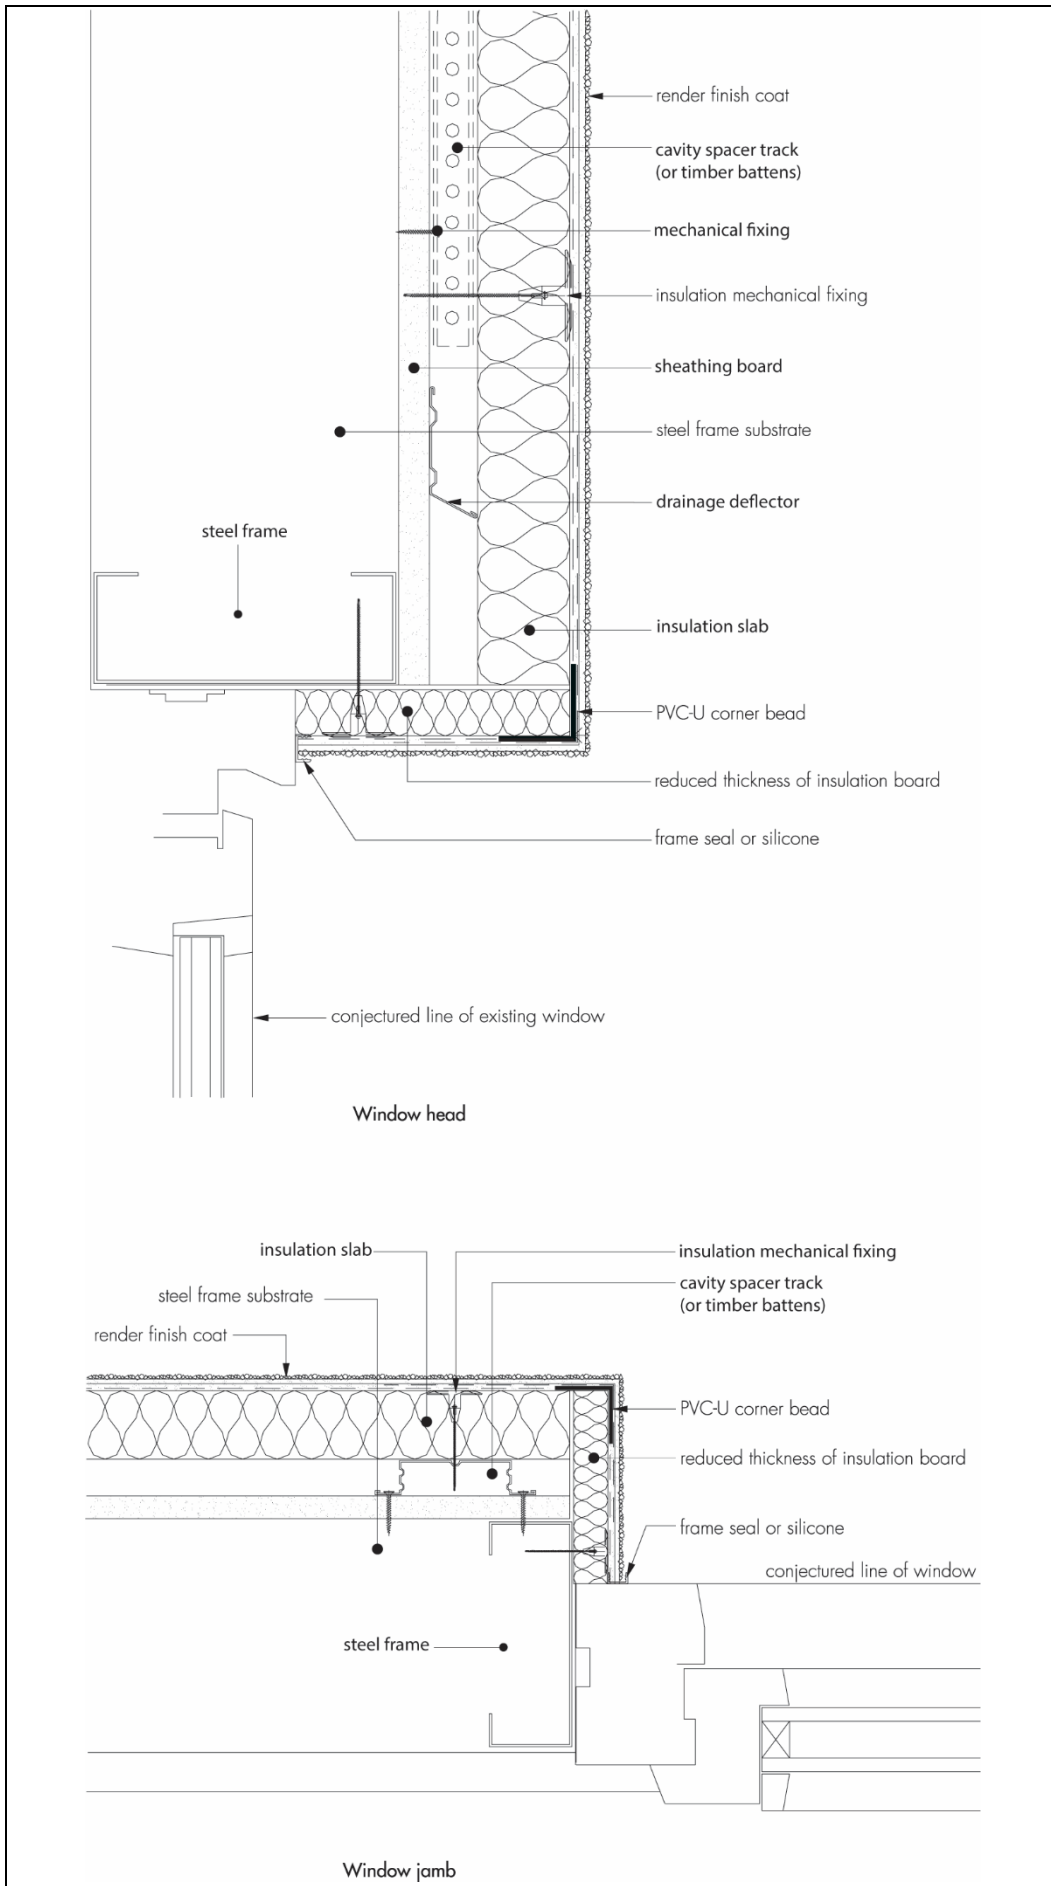 render finish coat
cavity spacer track
(or timber battens)
mechanical fixing
insulation mechanical fixing
sheathing board
steel frame substrate
drainage deflector
steel frame
insulation slab
PVC-U corner bead
reduced thickness of insulation board
frame seal or silicone
conjectured line of existing window
Window head
insulation slab
insulation mechanical fixing
steel frame substrate
cavity spacer track
(or timber battens)
render finish coat
PVC-U corner bead
reduced thickness of insulation board
frame seal or silicone
conjectured line of window
steel frame
Window jamb